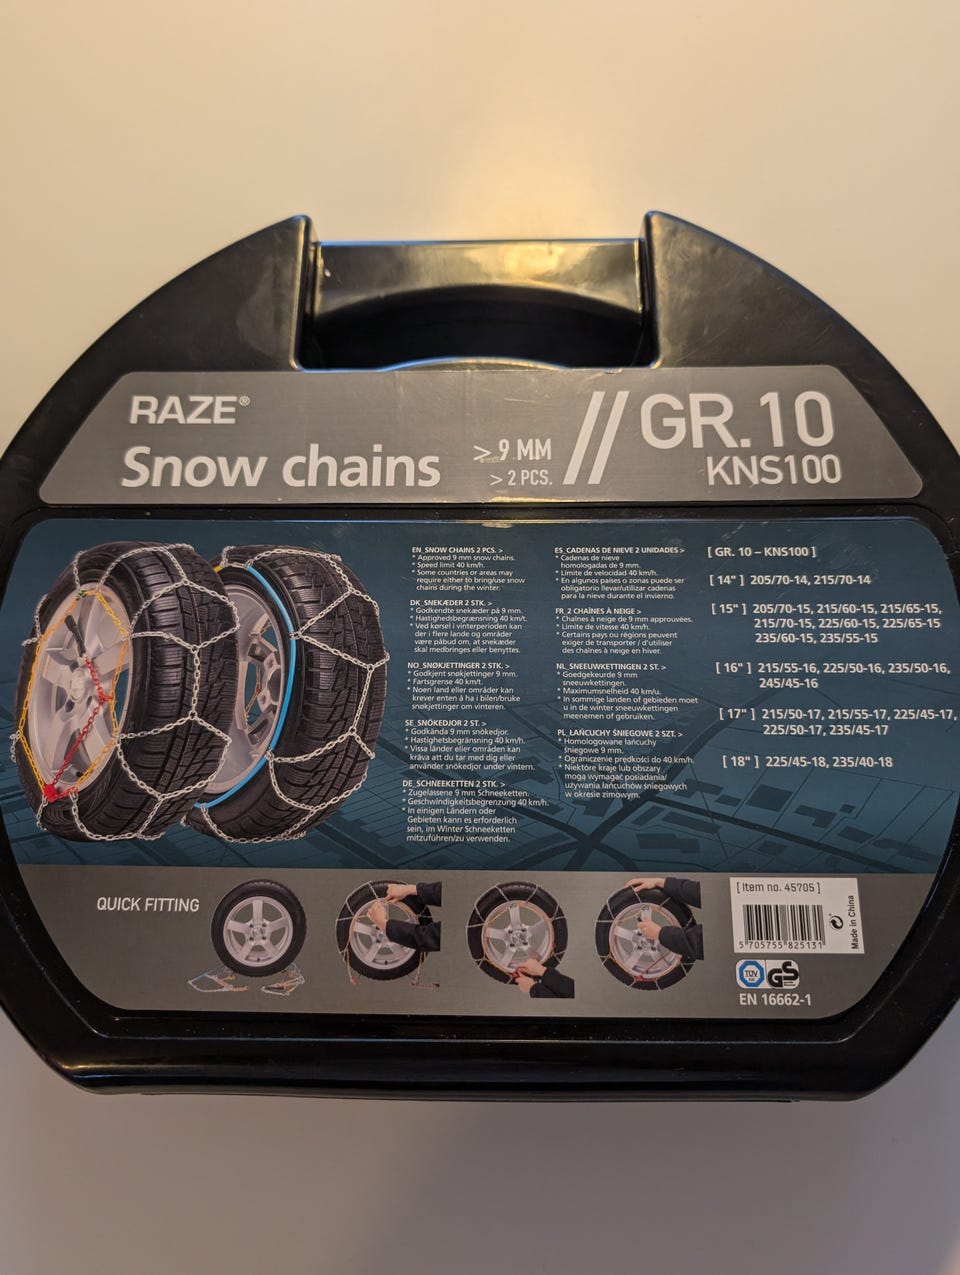 RAZE®
Snow chains
> 9 MM
> 2 PCS.
// GR. 10
KNS100
EN_SNOW CHAINS 2 PCS. >
* Approved 9 mm snow chains.
* Speed limit 40 km/h.
* Some countries or areas may
require either to bring/use snow
chains during the winter.
DK_SNEKÆDER 2 STK. >
* Godkendte snekæder på 9 mm.
* Hastighedsbegrænsning 40 km/t.
* Ved kørsel i vinterperioden kan
der i flere lande og områder
være påbud om, at snekæder
skal medbringes eller benyttes.
NO_SNØKJETTINGER 2 STK. >
* Godkjent snøkjettinger 9 mm.
* Fartsgrense 40 km/t.
* Noen land eller områder kan
krever enten å ha i bilen/bruke
snøkjettinger om vinteren.
SE_SNÖKEDJOR 2 ST. >
* Godkända 9 mm snökedjor.
* Hastighetsbegränsning 40 km/h.
* Vissa länder eller områden kan
kräva att du tar med dig eller
använder snökedjor under vintern.
DE_SCHNEEKETTEN 2 STK. >
* Zugelassene 9 mm Schneeketten.
* Geschwindigkeitsbegrenzung 40 km/h.
* In einigen Ländern oder
Gebieten kann es erforderlich
sein, im Winter Schneeketten
mitzuführen/zu verwenden.
ES_CADENAS DE NIEVE 2 UNIDADES >
* Cadenas de nieve
homologadas de 9 mm.
* Límite de velocidad 40 km/h.
* En algunos países o zonas puede ser
obligatorio llevar/utilizar cadenas
para la nieve durante el invierno.
FR_2 CHAÎNES À NEIGE >
* Chaînes à neige de 9 mm approuvées.
* Limite de vitesse 40 km/h.
* Certains pays ou régions peuvent
exiger de transporter / d'utiliser
des chaînes à neige en hiver.
NL_SNEEUWKETTINGEN 2 ST. >
* Goedgekeurde 9 mm
sneeuwkettingen.
* Maximumsnelheid 40 km/u.
* In sommige landen of gebieden moet
u in de winter sneeuwkettingen
meenemen of gebruiken.
PL_ŁAŃCUCHY ŚNIEGOWE 2 SZT. >
* Homologowane łańcuchy
śniegowe 9 mm.
* Ograniczenie prędkości do 40 km/h.
* Niektóre kraje lub obszary
mogą wymagać posiadania/
używania łańcuchów śniegowych
w okresie zimowym.
[ GR. 10 – KNS100 ]
[ 14" ] 205/70-14, 215/70-14
[ 15" ] 205/70-15, 215/60-15, 215/65-15,
215/70-15, 225/60-15, 225/65-15
235/60-15, 235/55-15
[ 16" ] 215/55-16, 225/50-16, 235/50-16,
245/45-16
[ 17" ] 215/50-17, 215/55-17, 225/45-17,
225/50-17, 235/45-17
[ 18" ] 225/45-18, 235/40-18
QUICK FITTING
[ Item no. 45705 ]
5 705755 825131
Made in China
TÜV
GS
EN 16662-1